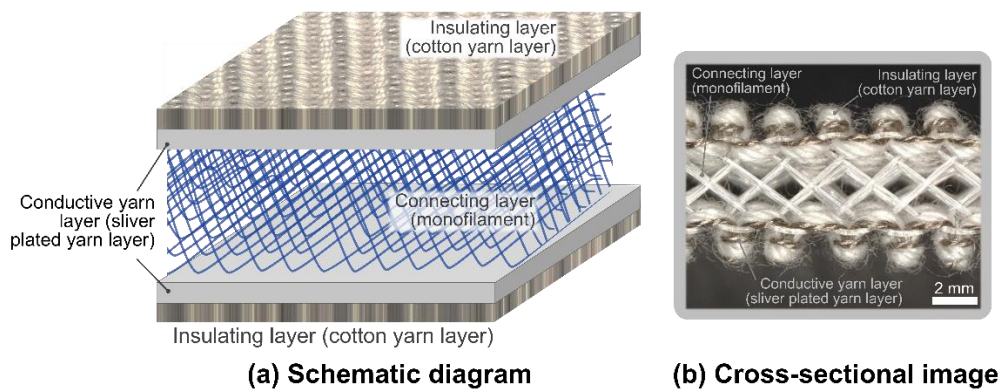 Insulating layer
(cotton yarn layer)
Conductive yarn
layer (sliver
plated yarn layer)
Connecting layer
(monofilament)
Insulating layer (cotton yarn layer)
(a) Schematic diagram
Connecting layer
(monofilament)
Insulating layer
(cotton yarn layer)
Conductive yarn layer
(sliver plated yarn layer)
2 mm
(b) Cross-sectional image